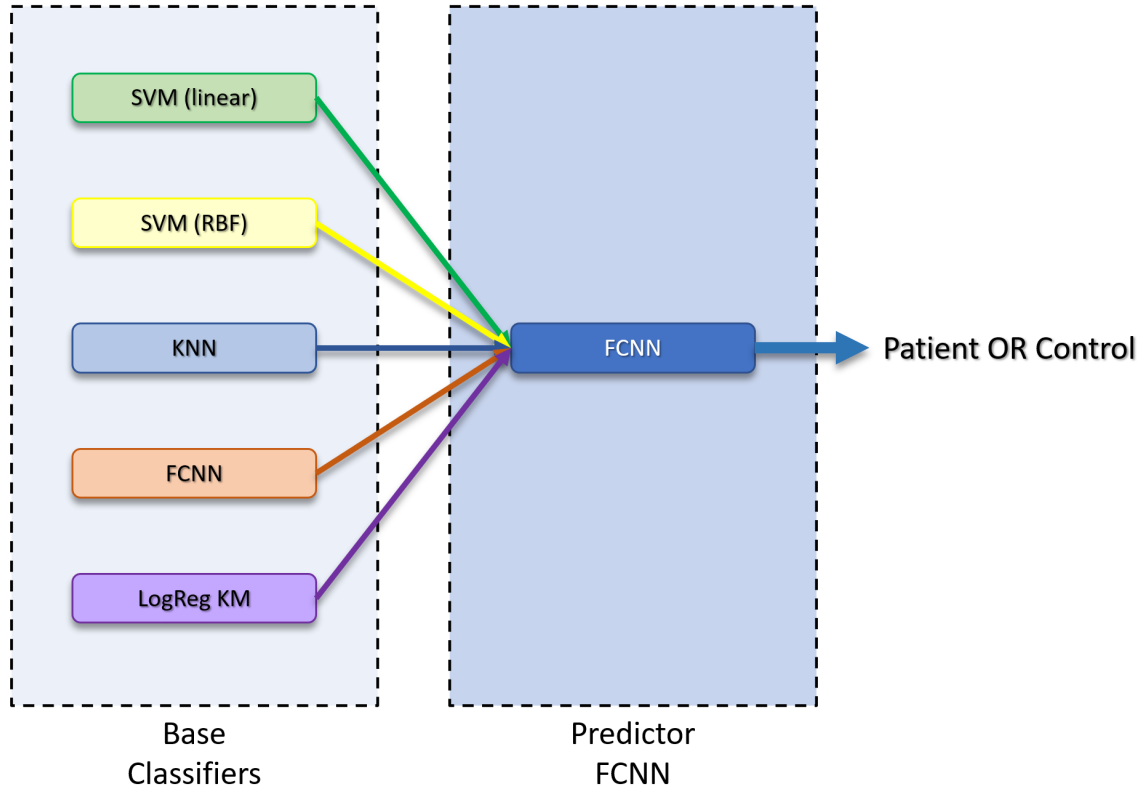 SVM (linear)
SVM (RBF)
KNN
FCNN
LogReg KM
Base
Classifiers
FCNN
Predictor
FCNN
Patient OR Control